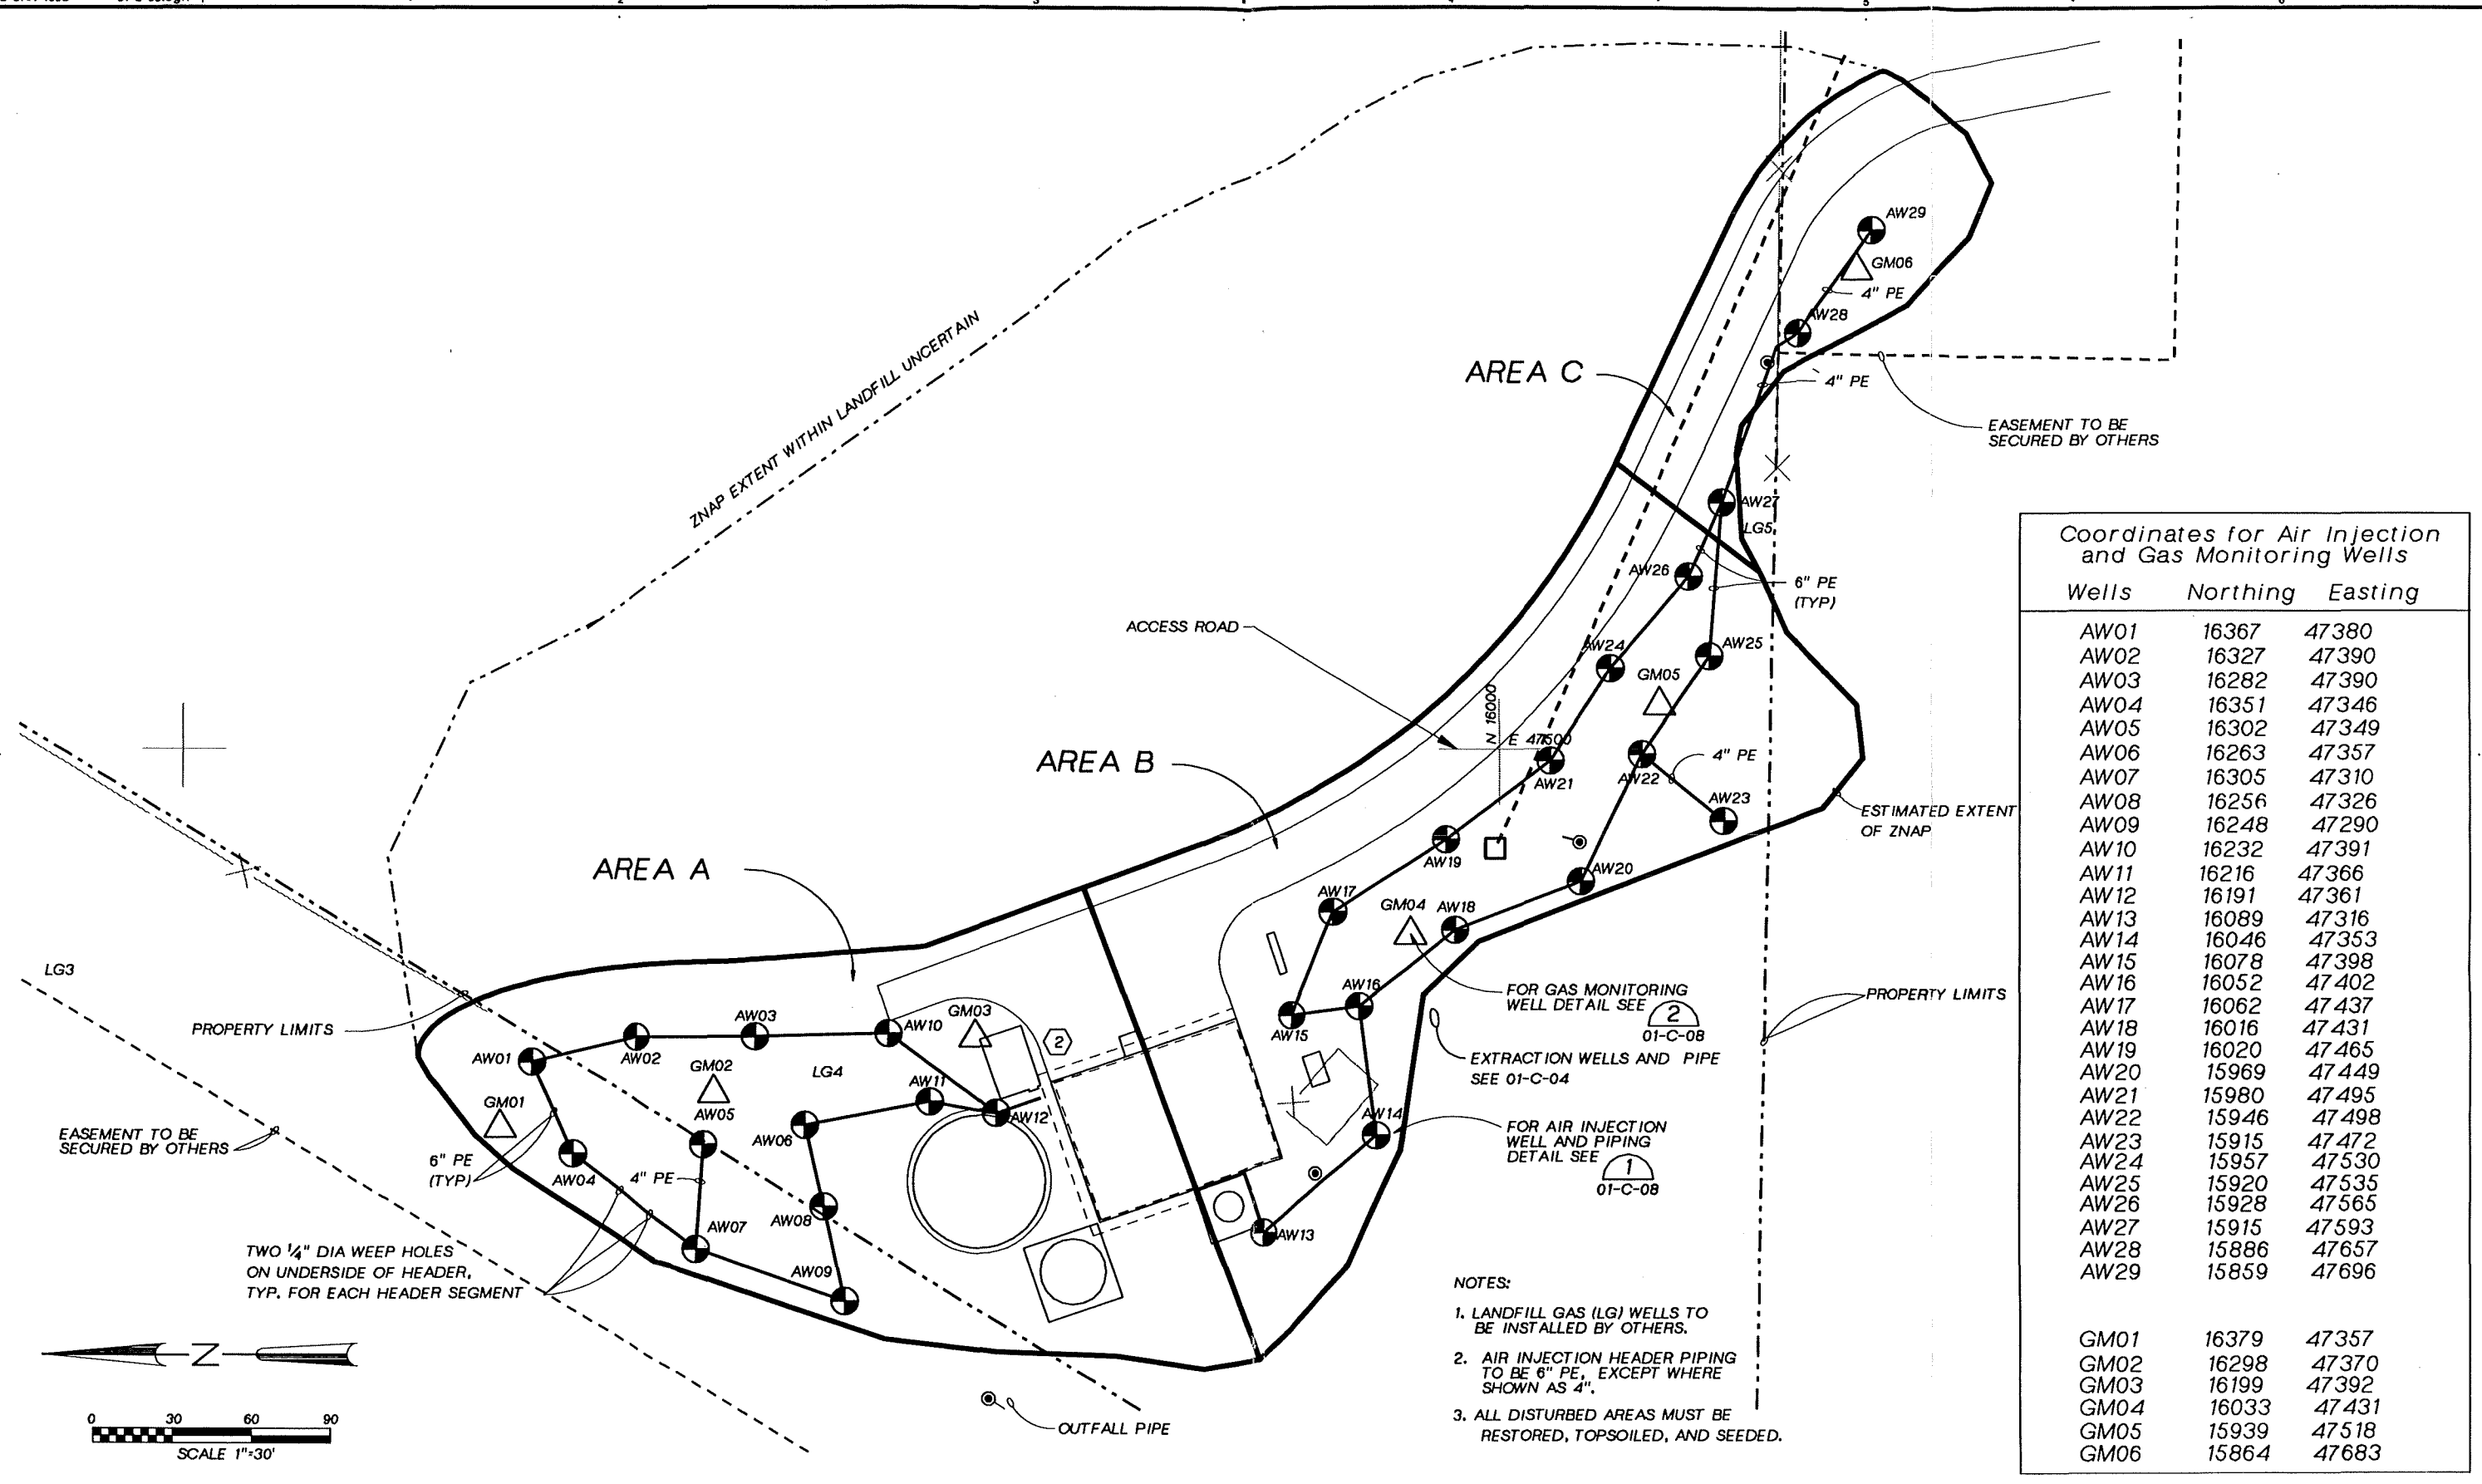 AW29
GM06
4" PE
AW28
AREA C
4" PE
EASEMENT TO BE
SECURED BY OTHERS
ZNAP EXTENT WITHIN LANDFILL UNCERTAIN
AW27
LG5
AW26
6" PE
(TYP)
ACCESS ROAD
AW24
AW25
GM05
N 16000
E 47500
AREA B
4" PE
AW21
AW22
AW23
ESTIMATED EXTENT
OF ZNAP
AREA A
AW19
AW20
AW17
GM04
AW18
LG3
AW16
FOR GAS MONITORING
WELL DETAIL SEE
2
01-C-08
PROPERTY LIMITS
PROPERTY LIMITS
AW03
GM03
AW10
AW02
2
AW15
AW01
GM02
LG4
EXTRACTION WELLS AND PIPE
SEE 01-C-04
AW11
GM01
AW05
AW12
AW14
AW06
FOR AIR INJECTION
WELL AND PIPING
DETAIL SEE
1
01-C-08
EASEMENT TO BE
SECURED BY OTHERS
6" PE
(TYP)
AW04
4" PE
AW08
AW07
AW13
TWO 1/4" DIA WEEP HOLES
ON UNDERSIDE OF HEADER,
TYP. FOR EACH HEADER SEGMENT
AW09
N
0 30 60 90
SCALE 1"=30'
OUTFALL PIPE
NOTES:
1. LANDFILL GAS (LG) WELLS TO
BE INSTALLED BY OTHERS.
2. AIR INJECTION HEADER PIPING
TO BE 6" PE, EXCEPT WHERE
SHOWN AS 4".
3. ALL DISTURBED AREAS MUST BE
RESTORED, TOPSOILED, AND SEEDED.
Coordinates for Air Injection
and Gas Monitoring Wells
Wells Northing Easting
AW01 16367 47380
AW02 16327 47390
AW03 16282 47390
AW04 16351 47346
AW05 16302 47349
AW06 16263 47357
AW07 16305 47310
AW08 16256 47326
AW09 16248 47290
AW10 16232 47391
AW11 16216 47366
AW12 16191 47361
AW13 16089 47316
AW14 16046 47353
AW15 16078 47398
AW16 16052 47402
AW17 16062 47437
AW18 16016 47431
AW19 16020 47465
AW20 15969 47449
AW21 15980 47495
AW22 15946 47498
AW23 15915 47472
AW24 15957 47530
AW25 15920 47535
AW26 15928 47565
AW27 15915 47593
AW28 15886 47657
AW29 15859 47696
GM01 16379 47357
GM02 16298 47370
GM03 16199 47392
GM04 16033 47431
GM05 15939 47518
GM06 15864 47683